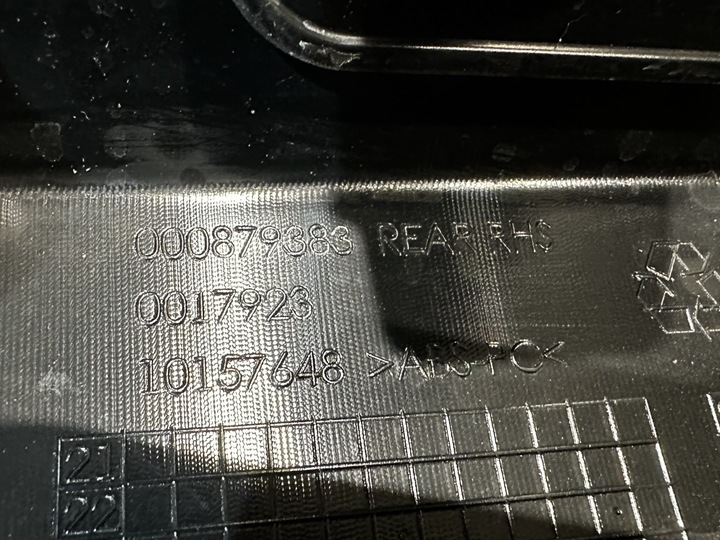 000879383 REAR RHS
0017923
10157648 >ABS-PC<
21
22